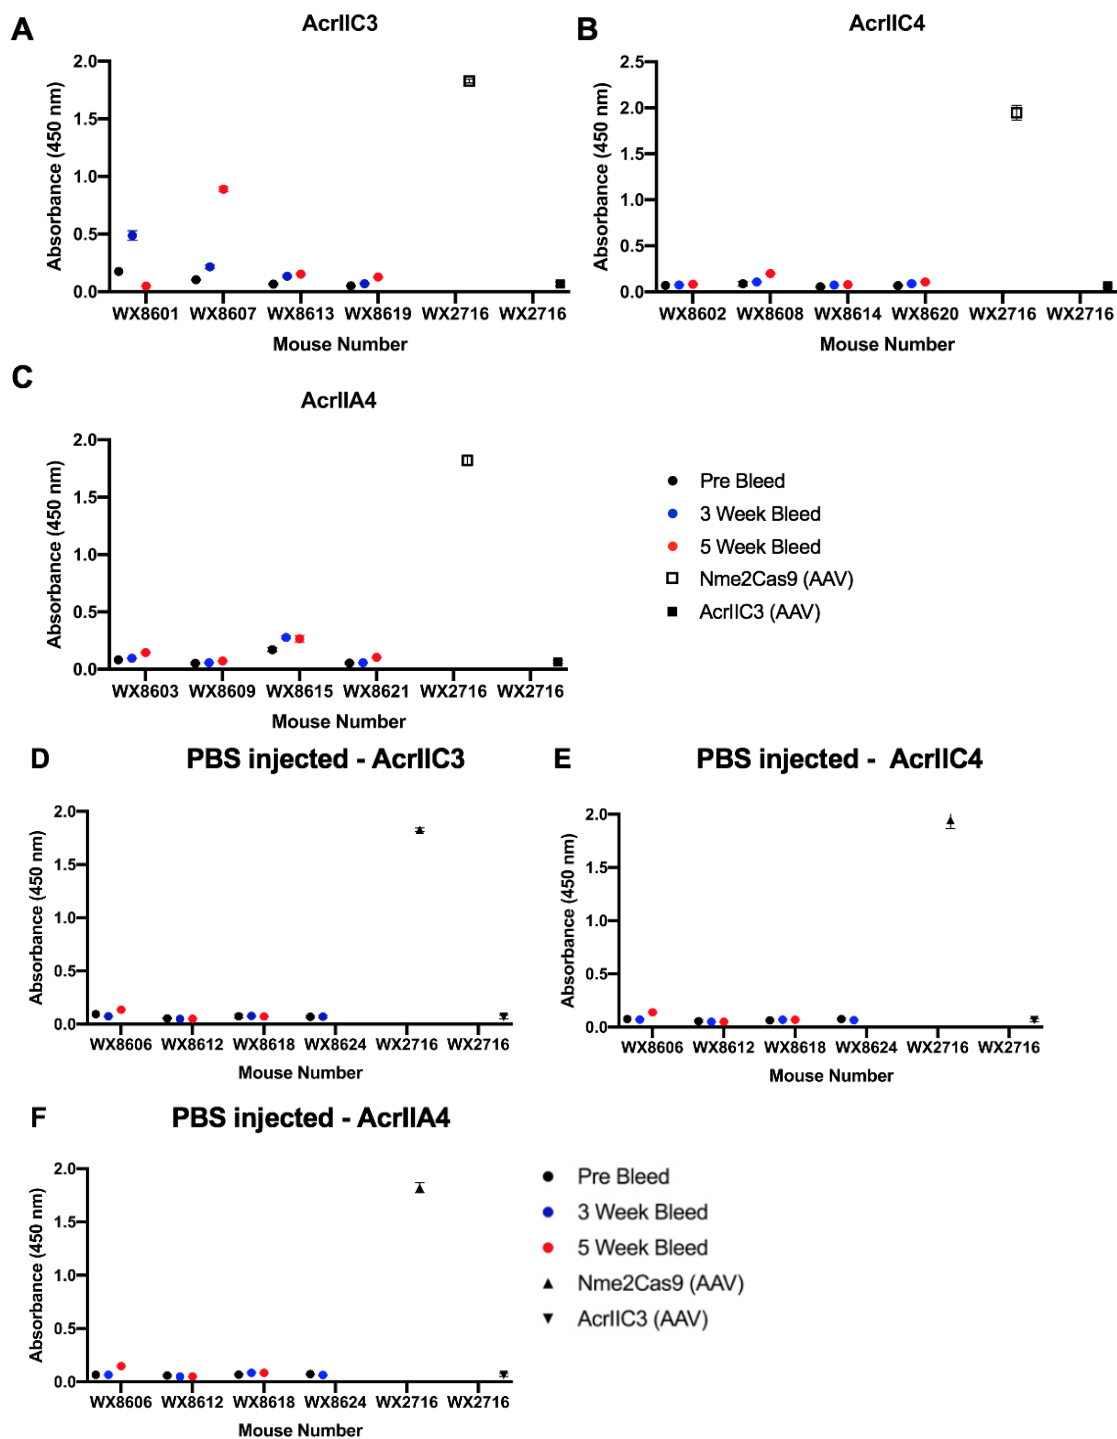 A
AcrIIC3
Absorbance (450 nm)
2.0
1.5
1.0
0.5
0.0
WX8601 WX8607 WX8613 WX8619 WX2716 WX2716
Mouse Number
B
AcrIIC4
Absorbance (450 nm)
2.5
2.0
1.5
1.0
0.5
0.0
WX8602 WX8608 WX8614 WX8620 WX2716 WX2716
Mouse Number
C
AcrIIA4
Absorbance (450 nm)
2.0
1.5
1.0
0.5
0.0
WX8603 WX8609 WX8615 WX8621 WX2716 WX2716
Mouse Number
Pre Bleed
3 Week Bleed
5 Week Bleed
Nme2Cas9 (AAV)
AcrIIC3 (AAV)
D
PBS injected - AcrIIC3
Absorbance (450 nm)
2.0
1.5
1.0
0.5
0.0
WX8606 WX8612 WX8618 WX8624 WX2716 WX2716
Mouse Number
E
PBS injected - AcrIIC4
Absorbance (450 nm)
2.0
1.5
1.0
0.5
0.0
WX8606 WX8612 WX8618 WX8624 WX2716 WX2716
Mouse Number
F
PBS injected - AcrIIA4
Absorbance (450 nm)
2.0
1.5
1.0
0.5
0.0
WX8606 WX8612 WX8618 WX8624 WX2716 WX2716
Mouse Number
Pre Bleed
3 Week Bleed
5 Week Bleed
Nme2Cas9 (AAV)
AcrIIC3 (AAV)